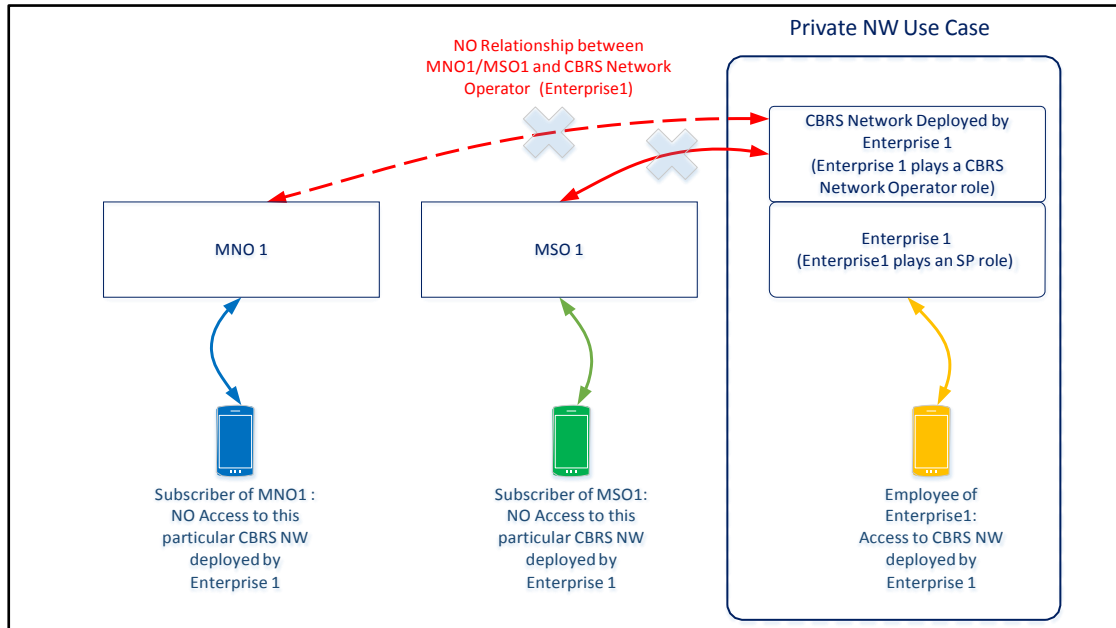 Private NW Use Case
NO Relationship between
MNO1/MSO1 and CBRS Network
Operator (Enterprise1)
CBRS Network Deployed by
Enterprise 1
(Enterprise 1 plays a CBRS
Network Operator role)
MNO 1
MSO 1
Enterprise 1
(Enterprise1 plays an SP role)
Subscriber of MNO1 :
NO Access to this
particular CBRS NW
deployed by
Enterprise 1
Subscriber of MSO1:
NO Access to this
particular CBRS NW
deployed by
Enterprise 1
Employee of
Enterprise1:
Access to CBRS NW
deployed by
Enterprise 1